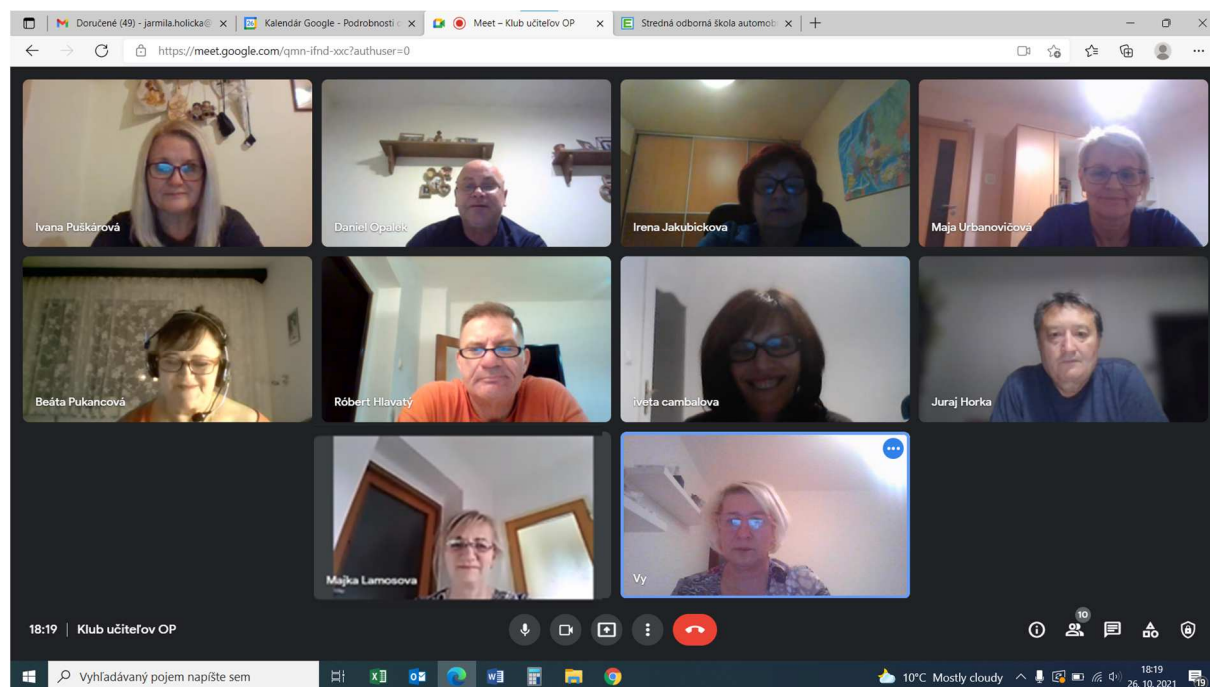 Doručené (49) - jarmila.holicka@
Kalendár Google - Podrobnosti
Meet – Klub učiteľov OP
Stredná odborná škola automob
https://meet.google.com/qmn-ifnd-xxc?authuser=0
Ivana Puškárová
Daniel Opalek
Irena Jakubickova
Maja Urbanovičová
Beáta Pukancová
Róbert Hlavatý
iveta cambalova
Juraj Horka
Majka Lamosova
Vy
18:19 | Klub učiteľov OP
10
Vyhľadávaný pojem napíšte sem
10°C Mostly cloudy
18:19
26. 10. 2021
19